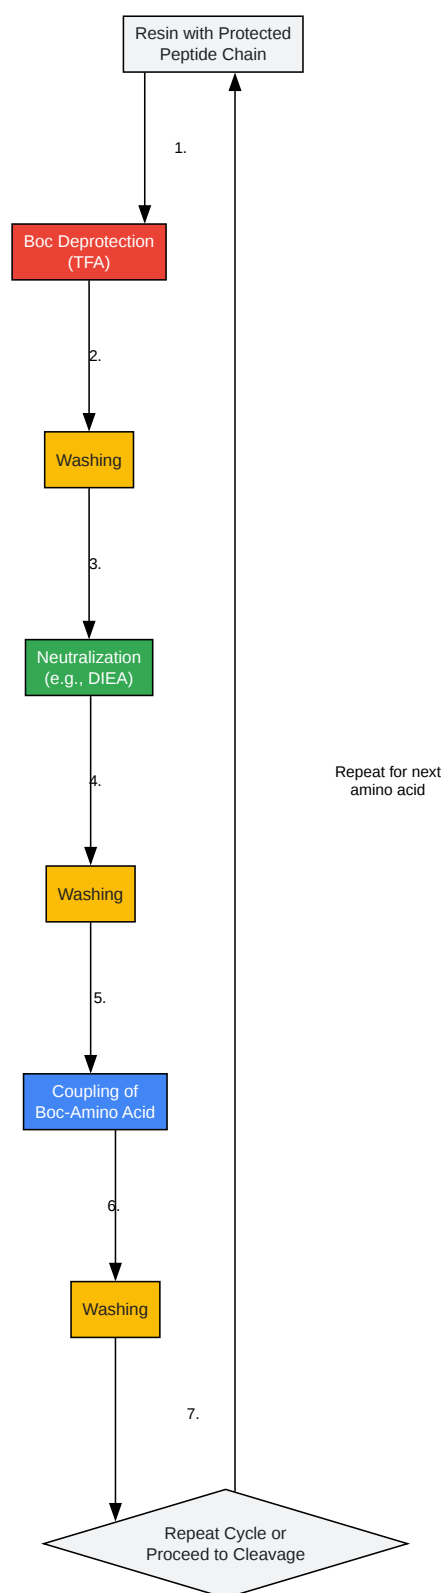 Resin with Protected
Peptide Chain
1.
Boc Deprotection
(TFA)
2.
Washing
3.
Neutralization
(e.g., DIEA)
4.
Repeat for next
amino acid
Washing
5.
Coupling of
Boc-Amino Acid
6.
Washing
7.
Repeat Cycle or
Proceed to Cleavage